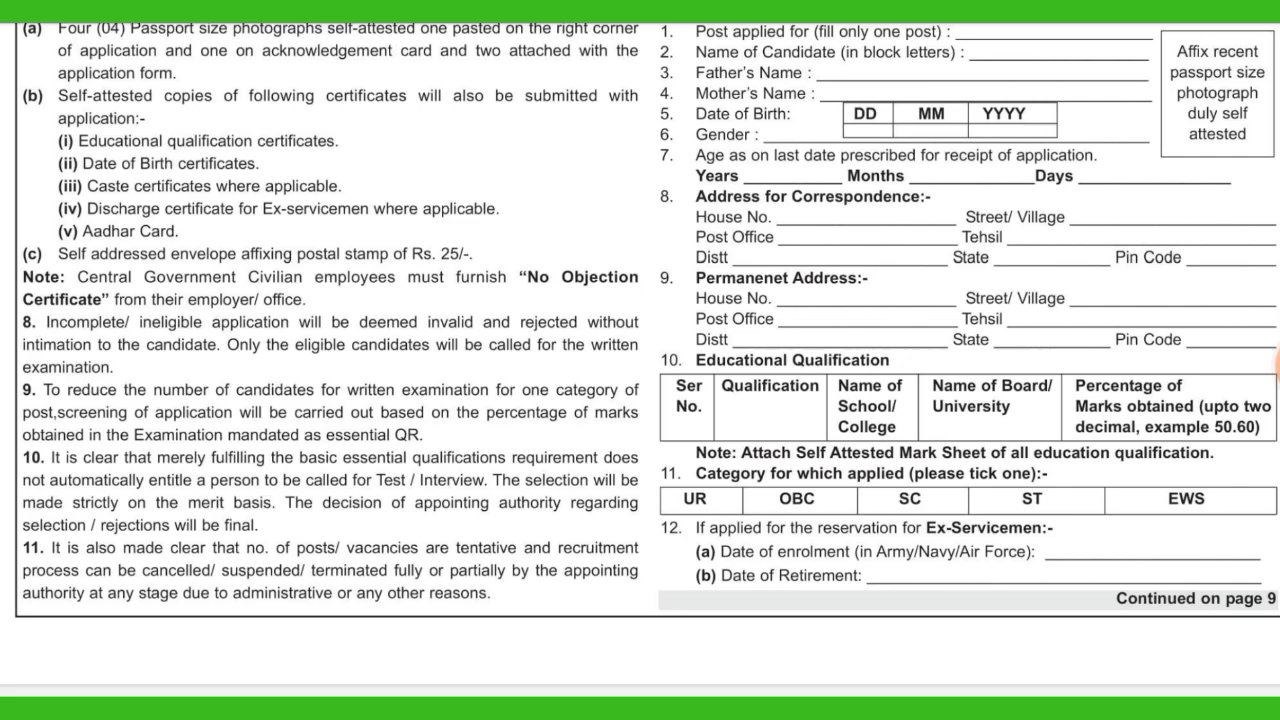 (a) Four (04) Passport size photographs self-attested one pasted on the right corner
of application and one on acknowledgement card and two attached with the
application form.
(b) Self-attested copies of following certificates will also be submitted with
application:-
(i) Educational qualification certificates.
(ii) Date of Birth certificates.
(iii) Caste certificates where applicable.
(iv) Discharge certificate for Ex-servicemen where applicable.
(v) Aadhar Card.
(c) Self addressed envelope affixing postal stamp of Rs. 25/-.
Note: Central Government Civilian employees must furnish “No Objection
Certificate” from their employer/ office.
8. Incomplete/ ineligible application will be deemed invalid and rejected without
intimation to the candidate. Only the eligible candidates will be called for the written
examination.
9. To reduce the number of candidates for written examination for one category of
post,screening of application will be carried out based on the percentage of marks
obtained in the Examination mandated as essential QR.
10. It is clear that merely fulfilling the basic essential qualifications requirement does
not automatically entitle a person to be called for Test / Interview. The selection will be
made strictly on the merit basis. The decision of appointing authority regarding
selection / rejections will be final.
11. It is also made clear that no. of posts/ vacancies are tentative and recruitment
process can be cancelled/ suspended/ terminated fully or partially by the appointing
authority at any stage due to administrative or any other reasons.
1. Post applied for (fill only one post) :
2. Name of Candidate (in block letters) :
3. Father’s Name :
4. Mother’s Name :
5. Date of Birth: DD MM YYYY
6. Gender :
Affix recent
passport size
photograph
duly self
attested
7. Age as on last date prescribed for receipt of application.
Years Months Days
8. Address for Correspondence:-
House No. Street/ Village
Post Office Tehsil
Distt State Pin Code
9. Permanenet Address:-
House No. Street/ Village
Post Office Tehsil
Distt State Pin Code
10. Educational Qualification
Ser Qualification Name of Name of Board/ Percentage of
No. School/ University Marks obtained (upto two
College decimal, example 50.60)
Note: Attach Self Attested Mark Sheet of all education qualification.
11. Category for which applied (please tick one):-
UR OBC SC ST EWS
12. If applied for the reservation for Ex-Servicemen:-
(a) Date of enrolment (in Army/Navy/Air Force):
(b) Date of Retirement:
Continued on page 9